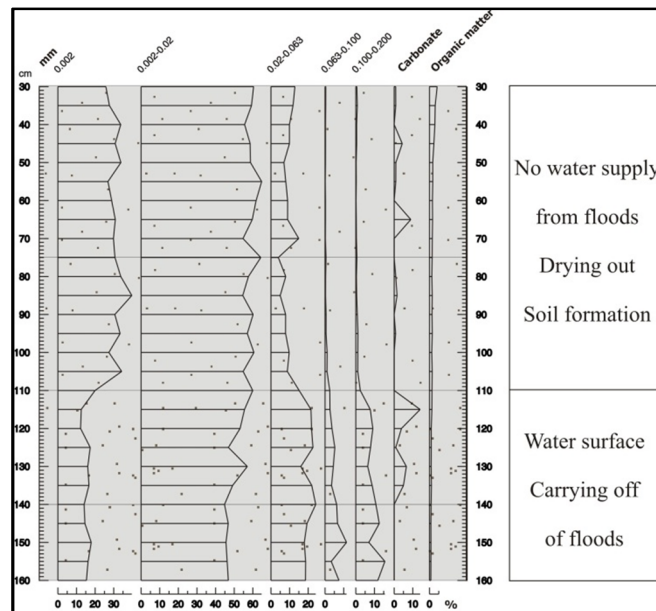 mm
0.002
0.002-0.02
0.02-0.063
0.063-0.100
0.100-0.200
Carbonate
Organic matter
cm
30 30
40 40
50 50
60 60
70 70
80 80
90 90
100 100
110 110
120 120
130 130
140 140
150 150
160 160
0 10 20 30 0 10 20 30 40 50 60 0 10 20 0 0 10 0 10 0 %
No water supply
from floods
Drying out
Soil formation
Water surface
Carrying off
of floods